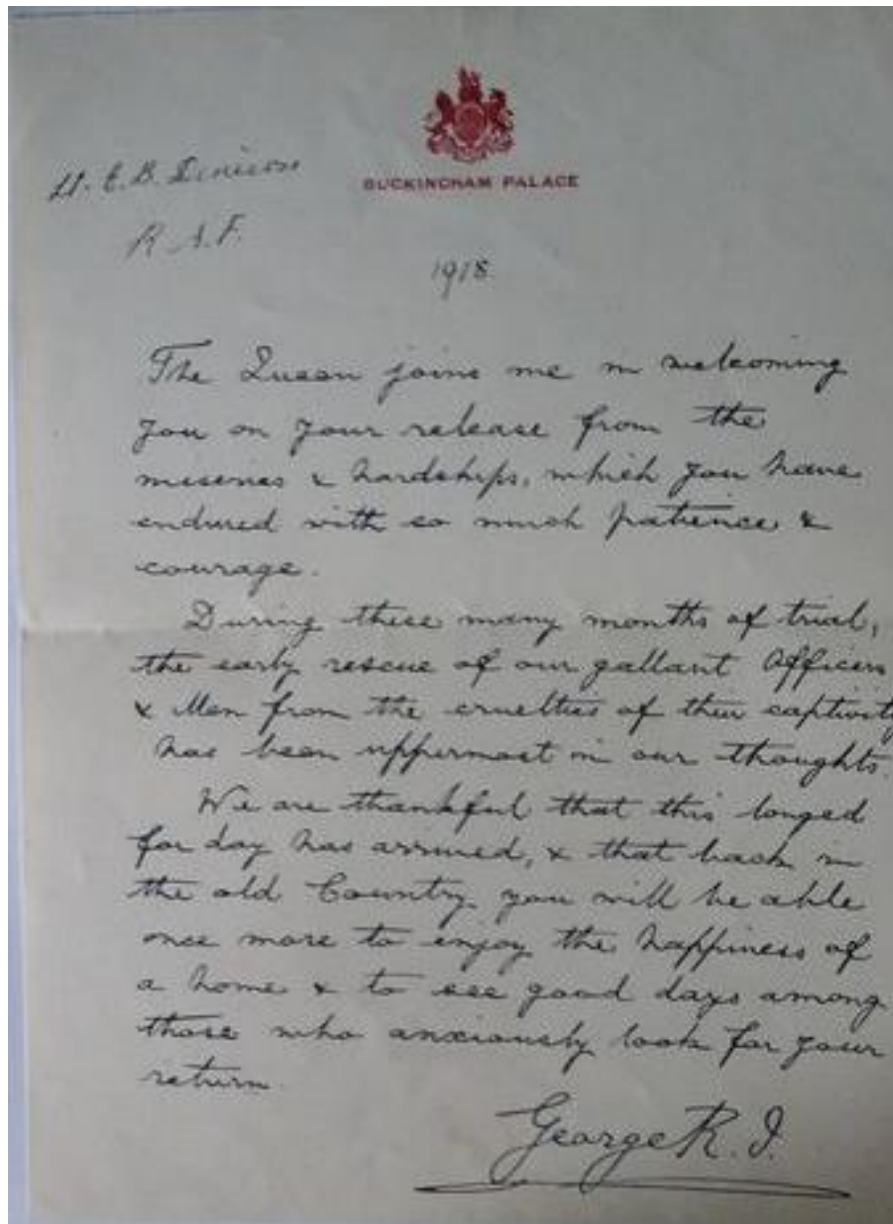 BUCKINGHAM PALACE
Lt. E. B. Denison
R.A.F.
1918
The Queen joins me in welcoming
you on your release from the
miseries & hardships, which you have
endured with so much patience &
courage.
During these many months of trial,
the early rescue of our gallant Officers
& Men from the cruelties of their captivity
has been uppermost in our thoughts
We are thankful that this longed
for day has arrived, & that back in
the old Country you will be able
once more to enjoy the happiness of
a home & to see good days among
those who anxiously look for your
return.
George R.I.